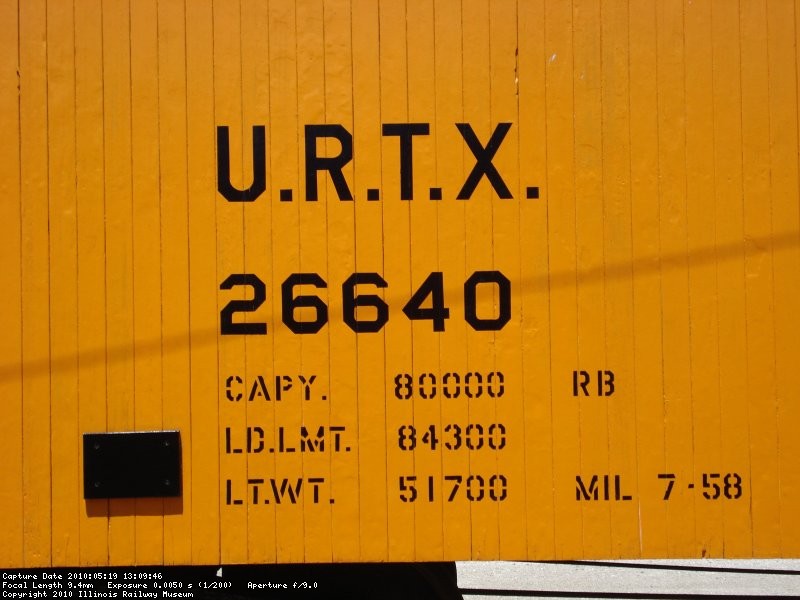 U.R.T.X.
26640
CAPY. 80000 RB
LD.LMT. 84300
LT.WT. 51700 MIL 7-58
Capture Date 2010:05:19 13:09:46
Focal Length 9.4mm Exposure 0.0050 s (1/200) Aperture f/9.0
Copyright 2010 Illinois Railway Museum